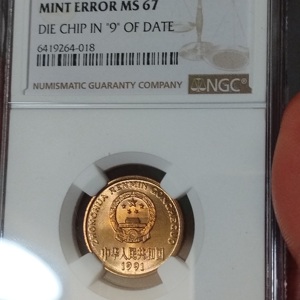 MINT ERROR MS 67
DIE CHIP IN "9" OF DATE
6419264-018
NUMISMATIC GUARANTY COMPANY
NGC®
ZHONGHUA RENMIN GONGHEGUO
中华人民共和国
1991